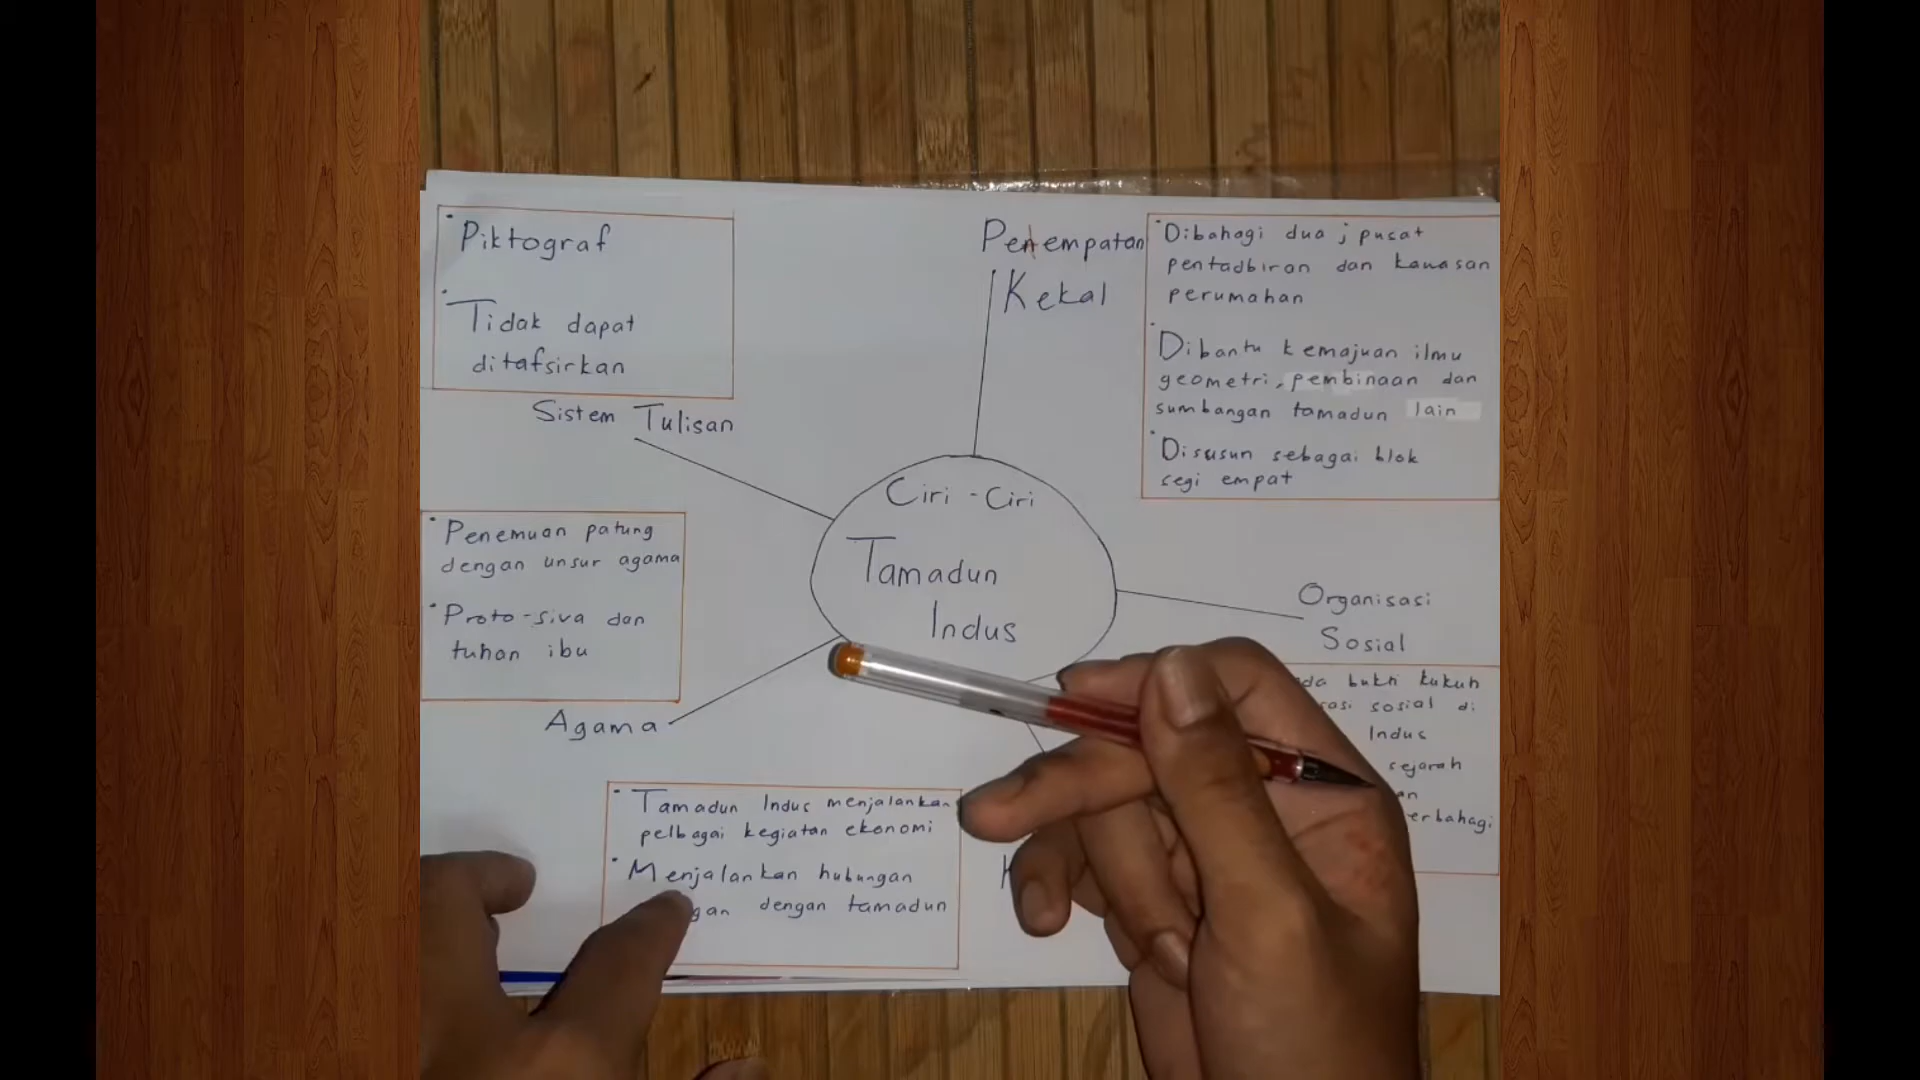 • Piktograf
• Tidak dapat
ditafsirkan
Sistem Tulisan
Penempatan
Kekal
• Dibahagi dua ; pusat
pentadbiran dan kawasan
perumahan
• Dibantu kemajuan ilmu
geometri, pembinaan dan
sumbangan tamadun lain
• Disusun sebagai blok
segi empat
Ciri - Ciri
Tamadun
Indus
• Penemuan patung
dengan unsur agama
• Proto-siva dan
tuhan ibu
Agama
Organisasi
Sosial
bukti kukuh
sosial di
Indus
sejarah
• Tamadun Indus menjalankan
pelbagai kegiatan ekonomi
• Menjalankan hubungan
dengan tamadun